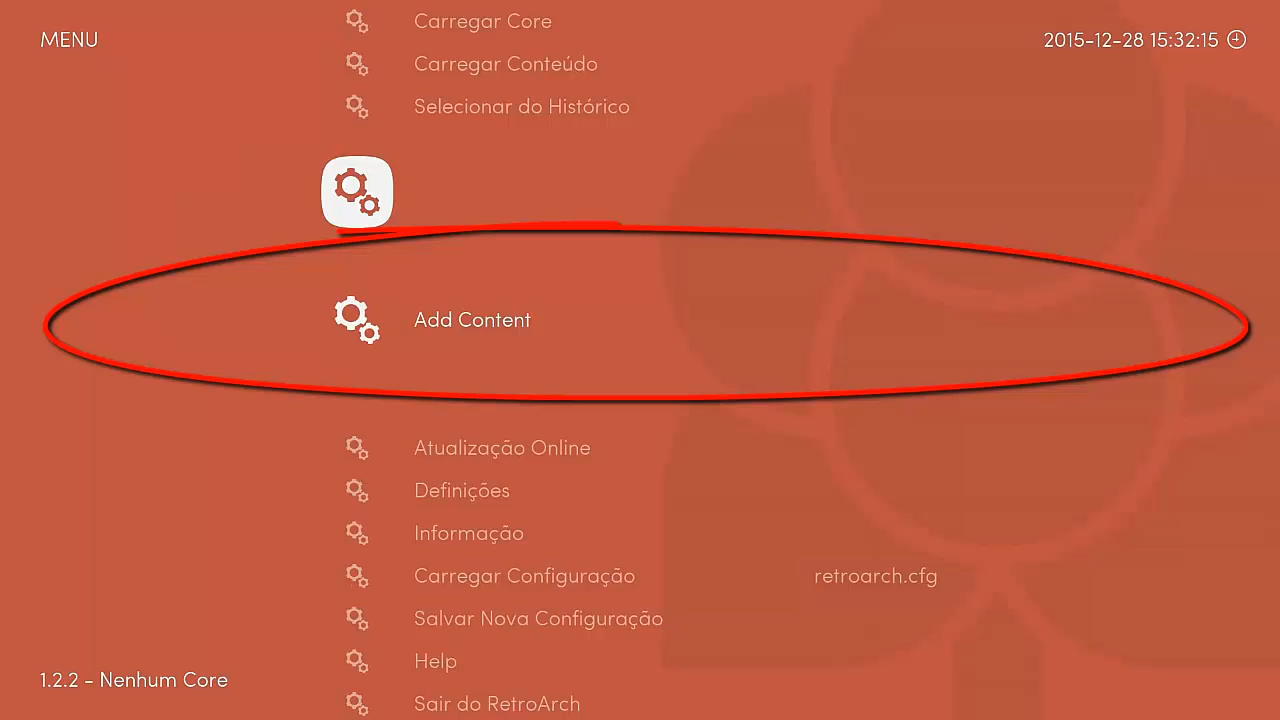 Carregar Core
MENU
2015-12-28 15:32:15
Carregar Conteúdo
Selecionar do Histórico
Add Content
Atualização Online
Definições
Informação
Carregar Configuração retroarch.cfg
Salvar Nova Configuração
Help
1.2.2 - Nenhum Core
Sair do RetroArch